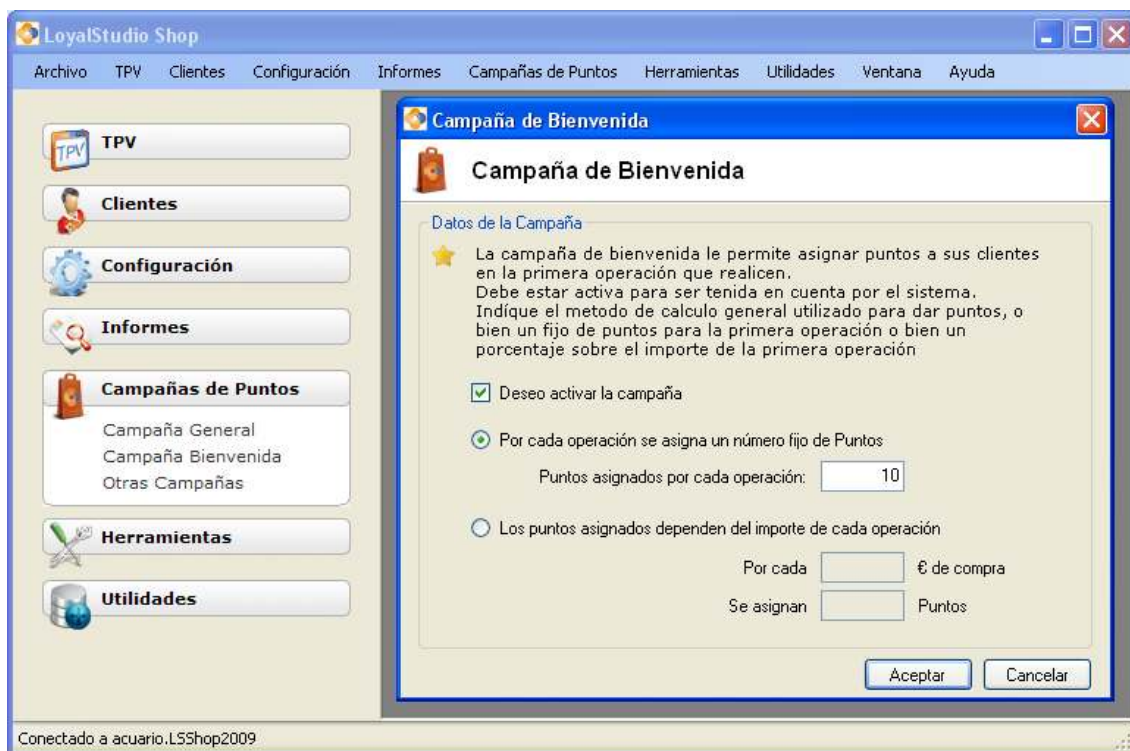 LoyalStudio Shop
Archivo TPV Clientes Configuración Informes Campañas de Puntos Herramientas Utilidades Ventana Ayuda
TPV
TPV
Clientes
Configuración
Informes
Campañas de Puntos
Campaña General
Campaña Bienvenida
Otras Campañas
Herramientas
Utilidades
Campaña de Bienvenida
Campaña de Bienvenida
Datos de la Campaña
La campaña de bienvenida le permite asignar puntos a sus clientes
en la primera operación que realicen.
Debe estar activa para ser tenida en cuenta por el sistema.
Indíque el metodo de calculo general utilizado para dar puntos, o
bien un fijo de puntos para la primera operación o bien un
porcentaje sobre el importe de la primera operación
Deseo activar la campaña
Por cada operación se asigna un número fijo de Puntos
Puntos asignados por cada operación: 10
Los puntos asignados dependen del importe de cada operación
Por cada € de compra
Se asignan Puntos
Aceptar Cancelar
Conectado a acuario.LSShop2009